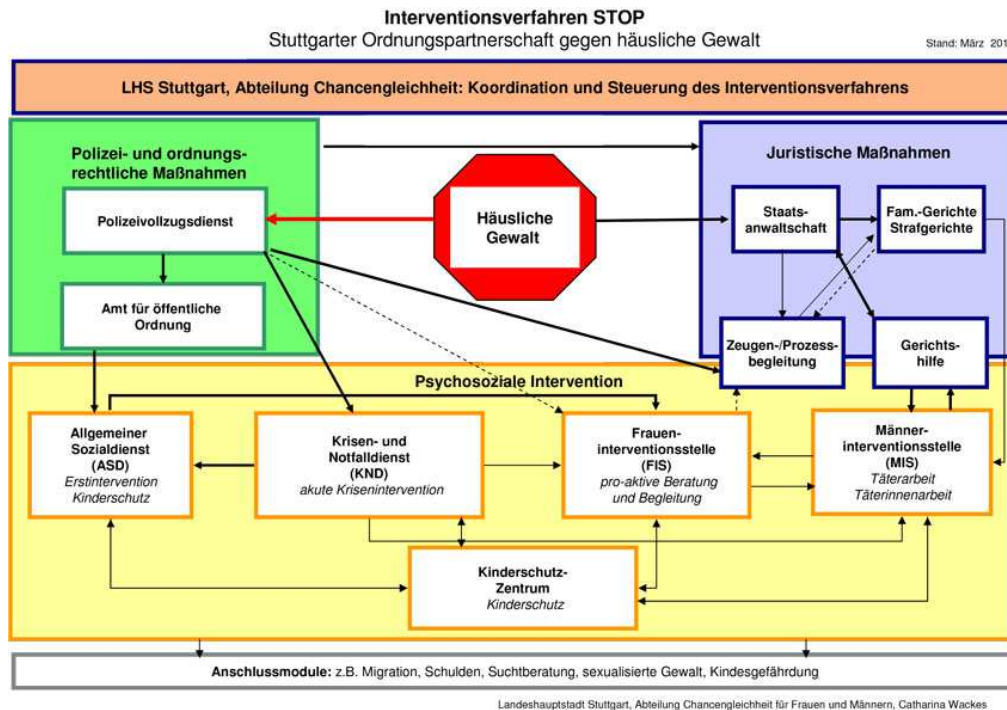 Interventionsverfahren STOP
Stuttgarter Ordnungspartnerschaft gegen häusliche Gewalt
Stand: März 201
LHS Stuttgart, Abteilung Chancengleichheit: Koordination und Steuerung des Interventionsverfahrens
Polizei- und ordnungs-
rechtliche Maßnahmen
Juristische Maßnahmen
Polizeivollzugsdienst
Häusliche
Gewalt
Staats-
anwaltschaft
Fam.-Gerichte
Strafgerichte
Amt für öffentliche
Ordnung
Zeugen-/Prozess-
begleitung
Gerichts-
hilfe
Psychosoziale Intervention
Allgemeiner
Sozialdienst
(ASD)
Erstintervention
Kinderschutz
Krisen- und
Notfalldienst
(KND)
akute Krisenintervention
Frauen-
interventionsstelle
(FIS)
pro-aktive Beratung
und Begleitung
Männer-
interventionsstelle
(MIS)
Täterarbeit
Täterinnenarbeit
Kinderschutz-
Zentrum
Kinderschutz
Anschlussmodule: z.B. Migration, Schulden, Suchtberatung, sexualisierte Gewalt, Kindesgefährdung
Landeshauptstadt Stuttgart, Abteilung Chancengleichheit für Frauen und Männern, Catharina Wackes